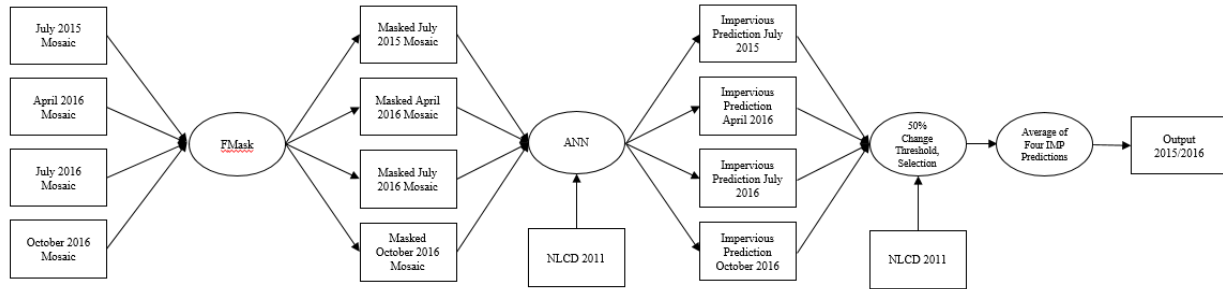 July 2015
Mosaic
April 2016
Mosaic
July 2016
Mosaic
October 2016
Mosaic
FMask
Masked July
2015 Mosaic
Masked April
2016 Mosaic
Masked July
2016 Mosaic
Masked
October 2016
Mosaic
ANN
NLCD 2011
Impervious
Prediction July
2015
Impervious
Prediction
April 2016
Impervious
Prediction July
2016
Impervious
Prediction
October 2016
50%
Change
Threshold,
Selection
NLCD 2011
Average of
Four IMP
Predictions
Output
2015/2016